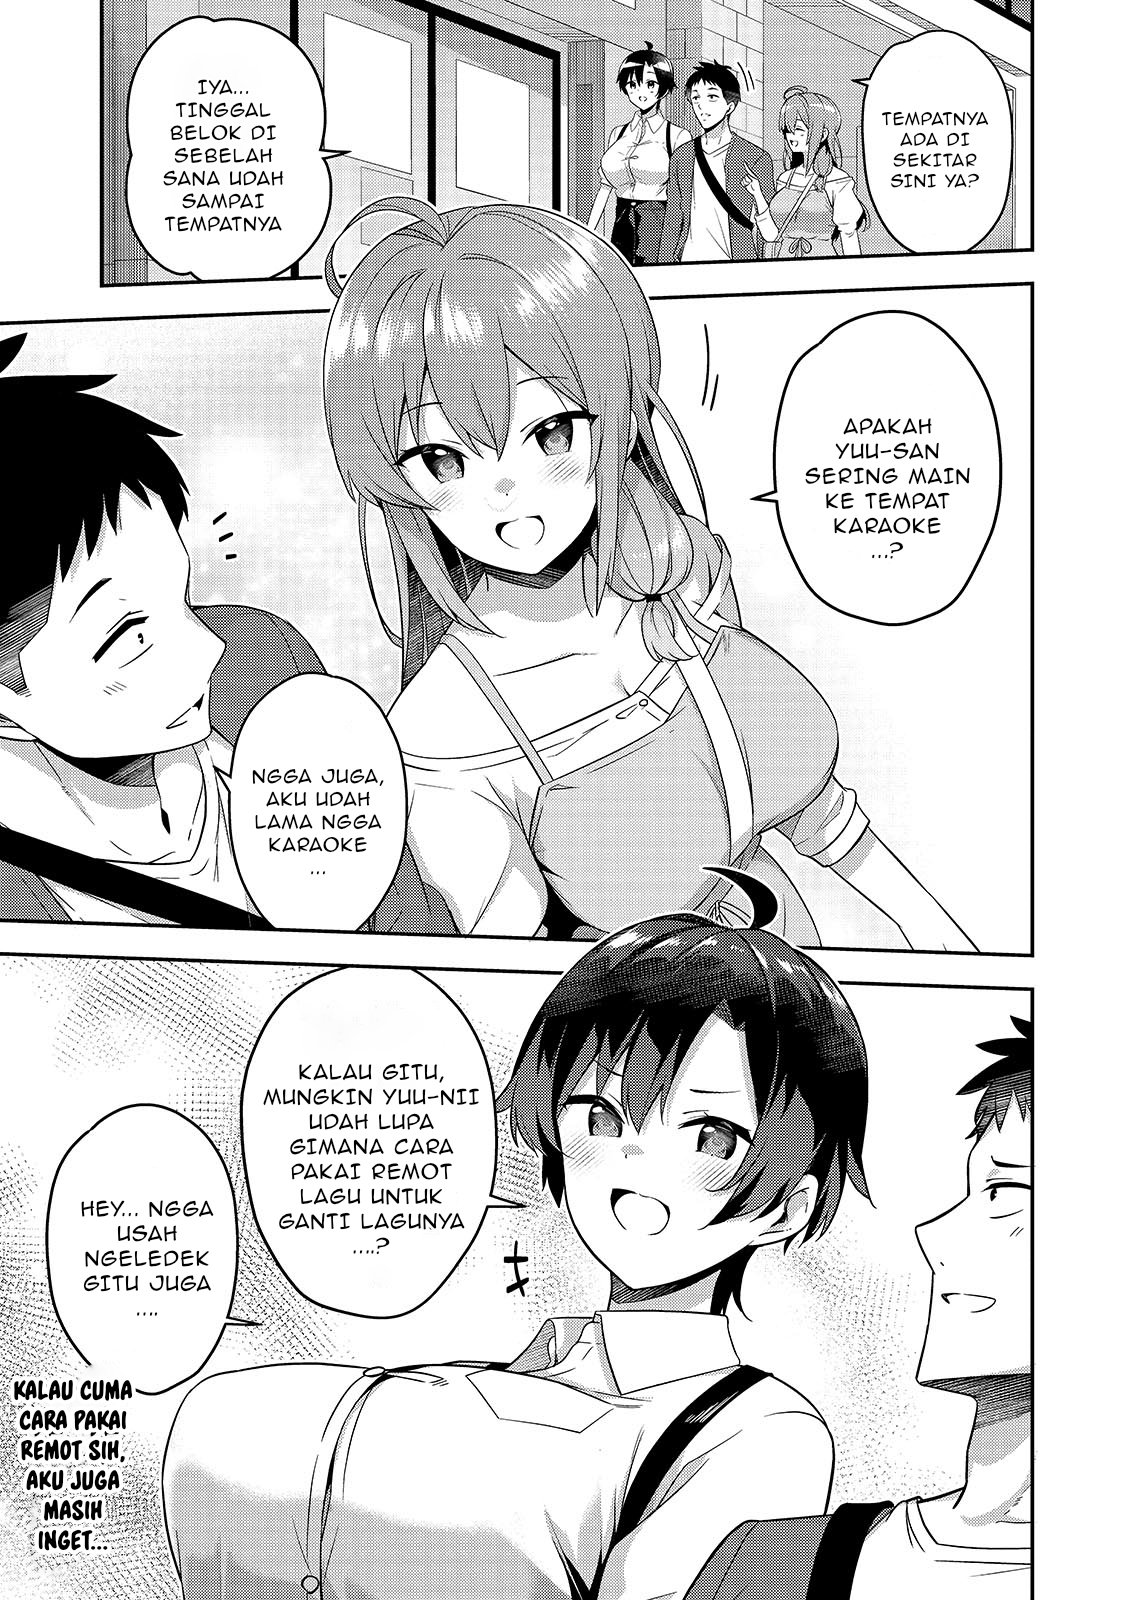 TEMPATNYA
ADA DI
SEKITAR
SINI YA?
IYA...
TINGGAL
BELOK DI
SEBELAH
SANA UDAH
SAMPAI
TEMPATNYA
APAKAH
YUU-SAN
SERING MAIN
KE TEMPAT
KARAOKE
...?
NGGA JUGA,
AKU UDAH
LAMA NGGA
KARAOKE
...
KALAU GITU,
MUNGKIN YUU-NII
UDAH LUPA
GIMANA CARA
PAKAI REMOT
LAGU UNTUK
GANTI LAGUNYA
....?
HEY... NGGA
USAH
NGELEDEK
GITU JUGA
....
KALAU CUMA
CARA PAKAI
REMOT SIH,
AKU JUGA
MASIH
INGET...